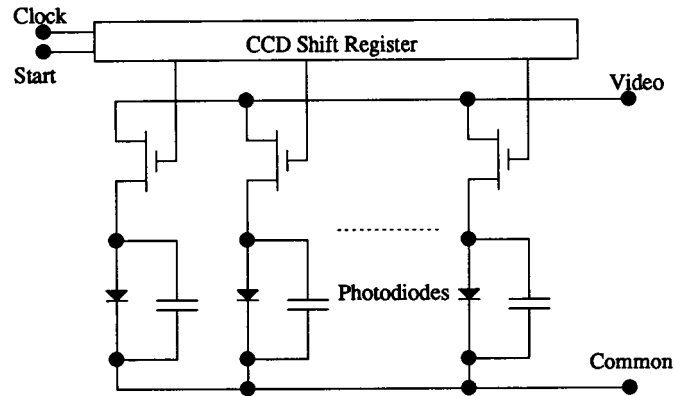 Clock
CCD Shift Register
Start
Video
Photodiodes
Common